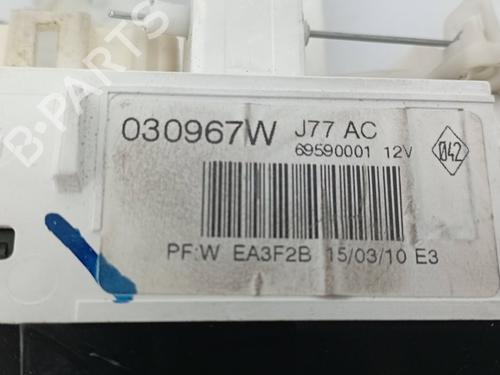 B-PARTS
030967W J77 AC
69590001 12V
042
PF:W EA3F2B 15/03/10 E3